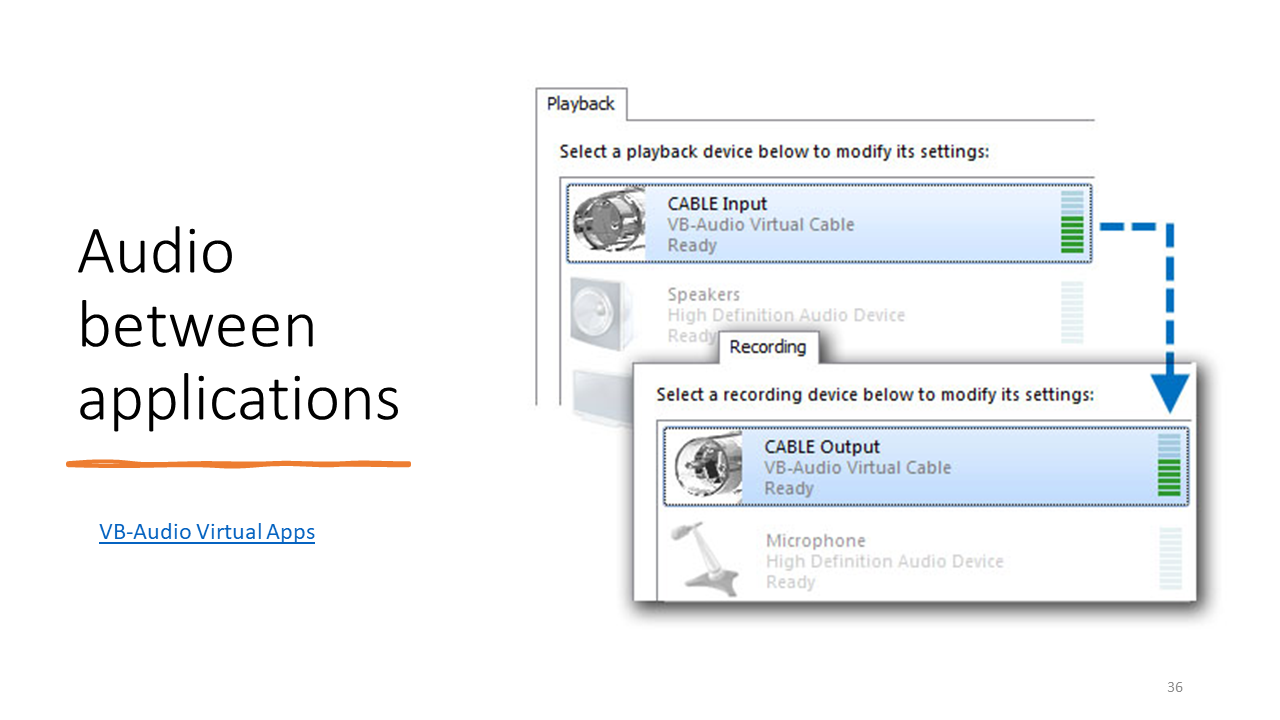 Audio
between
applications
VB-Audio Virtual Apps
Playback
Select a playback device below to modify its settings:
CABLE Input
VB-Audio Virtual Cable
Ready
Speakers
High Definition Audio Device
Ready
Recording
Select a recording device below to modify its settings:
CABLE Output
VB-Audio Virtual Cable
Ready
Microphone
High Definition Audio Device
Ready
36